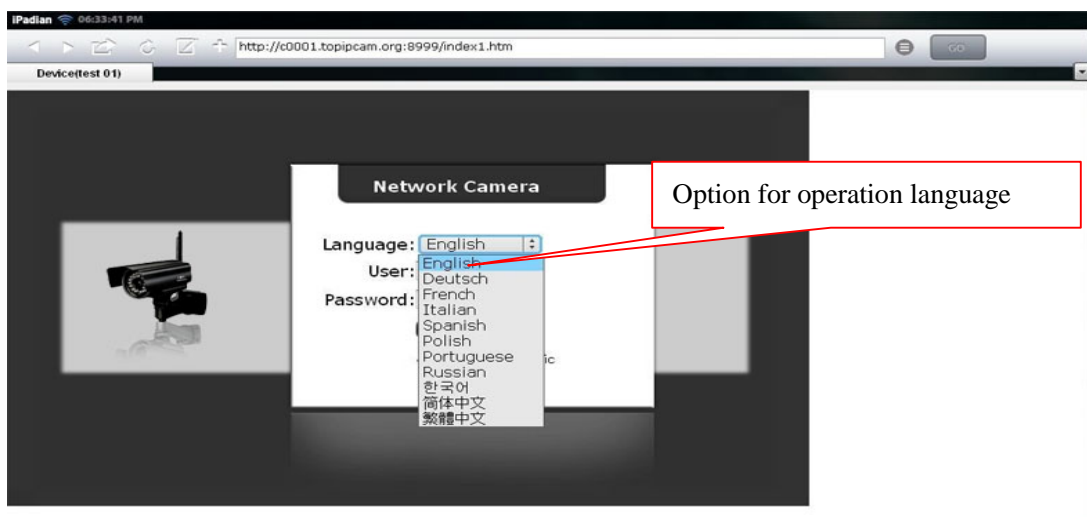 iPadian 06:33:41 PM
http://c0001.topipcam.org:8999/index1.htm
GO
Device(test 01)
Network Camera
Option for operation language
Language: English
User:
Password:
English
Deutsch
French
Italian
Spanish
Polish
Portuguese
ic
Russian
한국어
简体中文
繁體中文